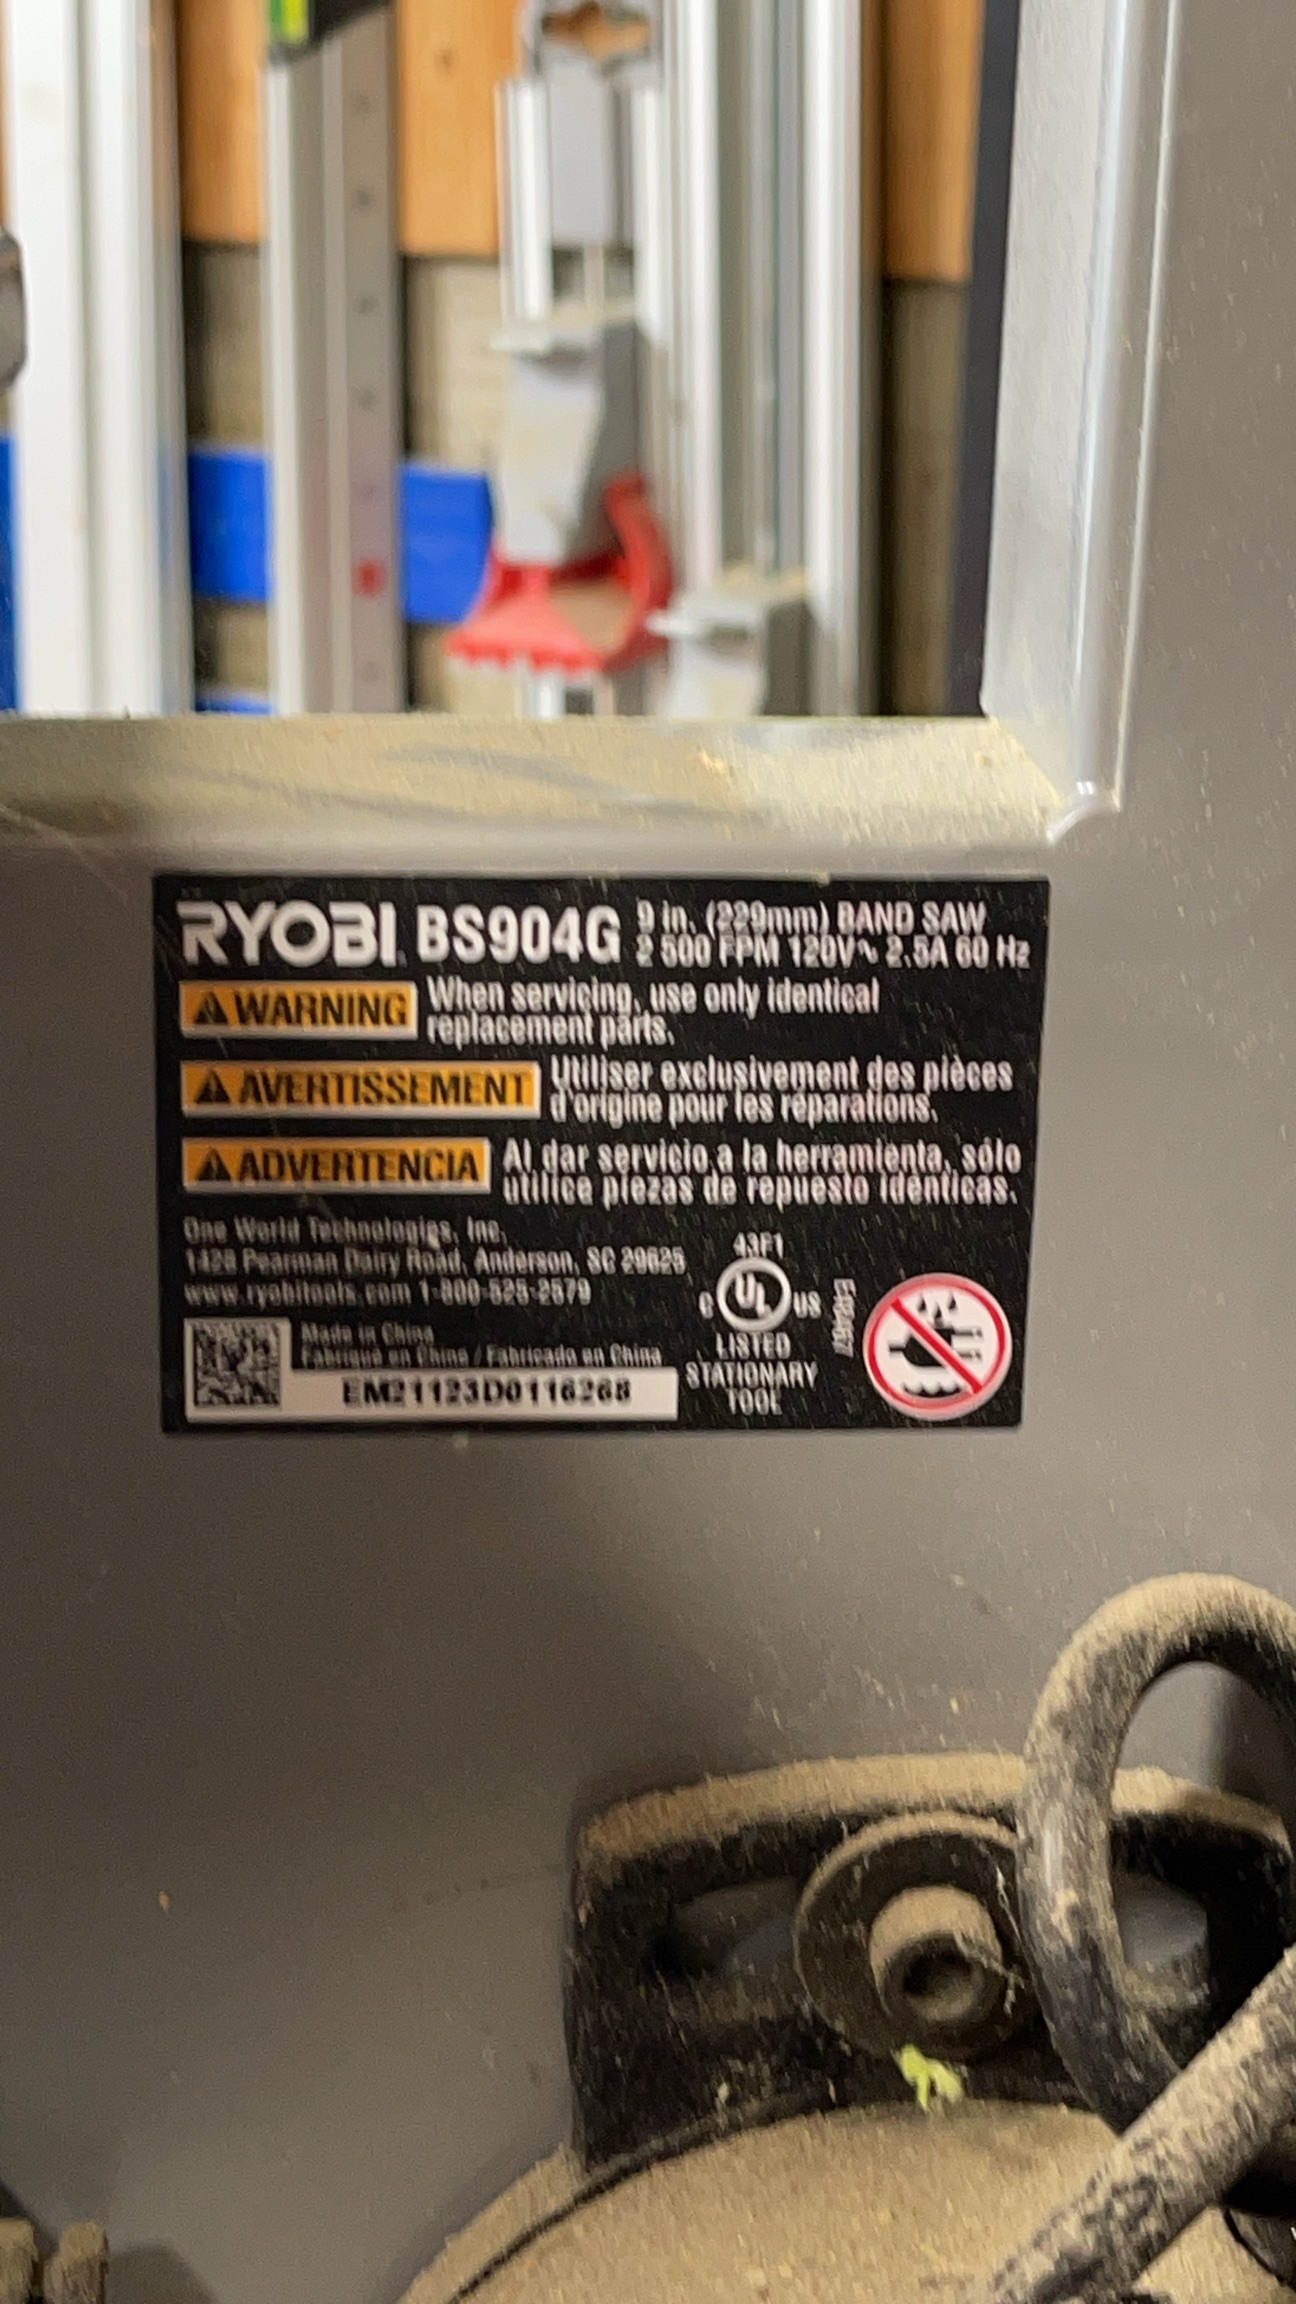 RYOBI BS904G 9 in. (229mm) BAND SAW
2 500 FPM 120V~ 2.5A 60 Hz
WARNING When servicing, use only identical
replacement parts.
AVERTISSEMENT Utiliser exclusivement des pièces
d'origine pour les réparations.
ADVERTENCIA Al dar servicio a la herramienta, sólo
utilice piezas de repuesto idénticas.
One World Technologies, Inc.
1428 Pearman Dairy Road, Anderson, SC 29625
www.ryobitools.com 1-800-525-2579
Made in China
Fabriqué en China / Fabricado en China
EM21123D0116268
43F1
C UL US
LISTED
STATIONARY
TOOL